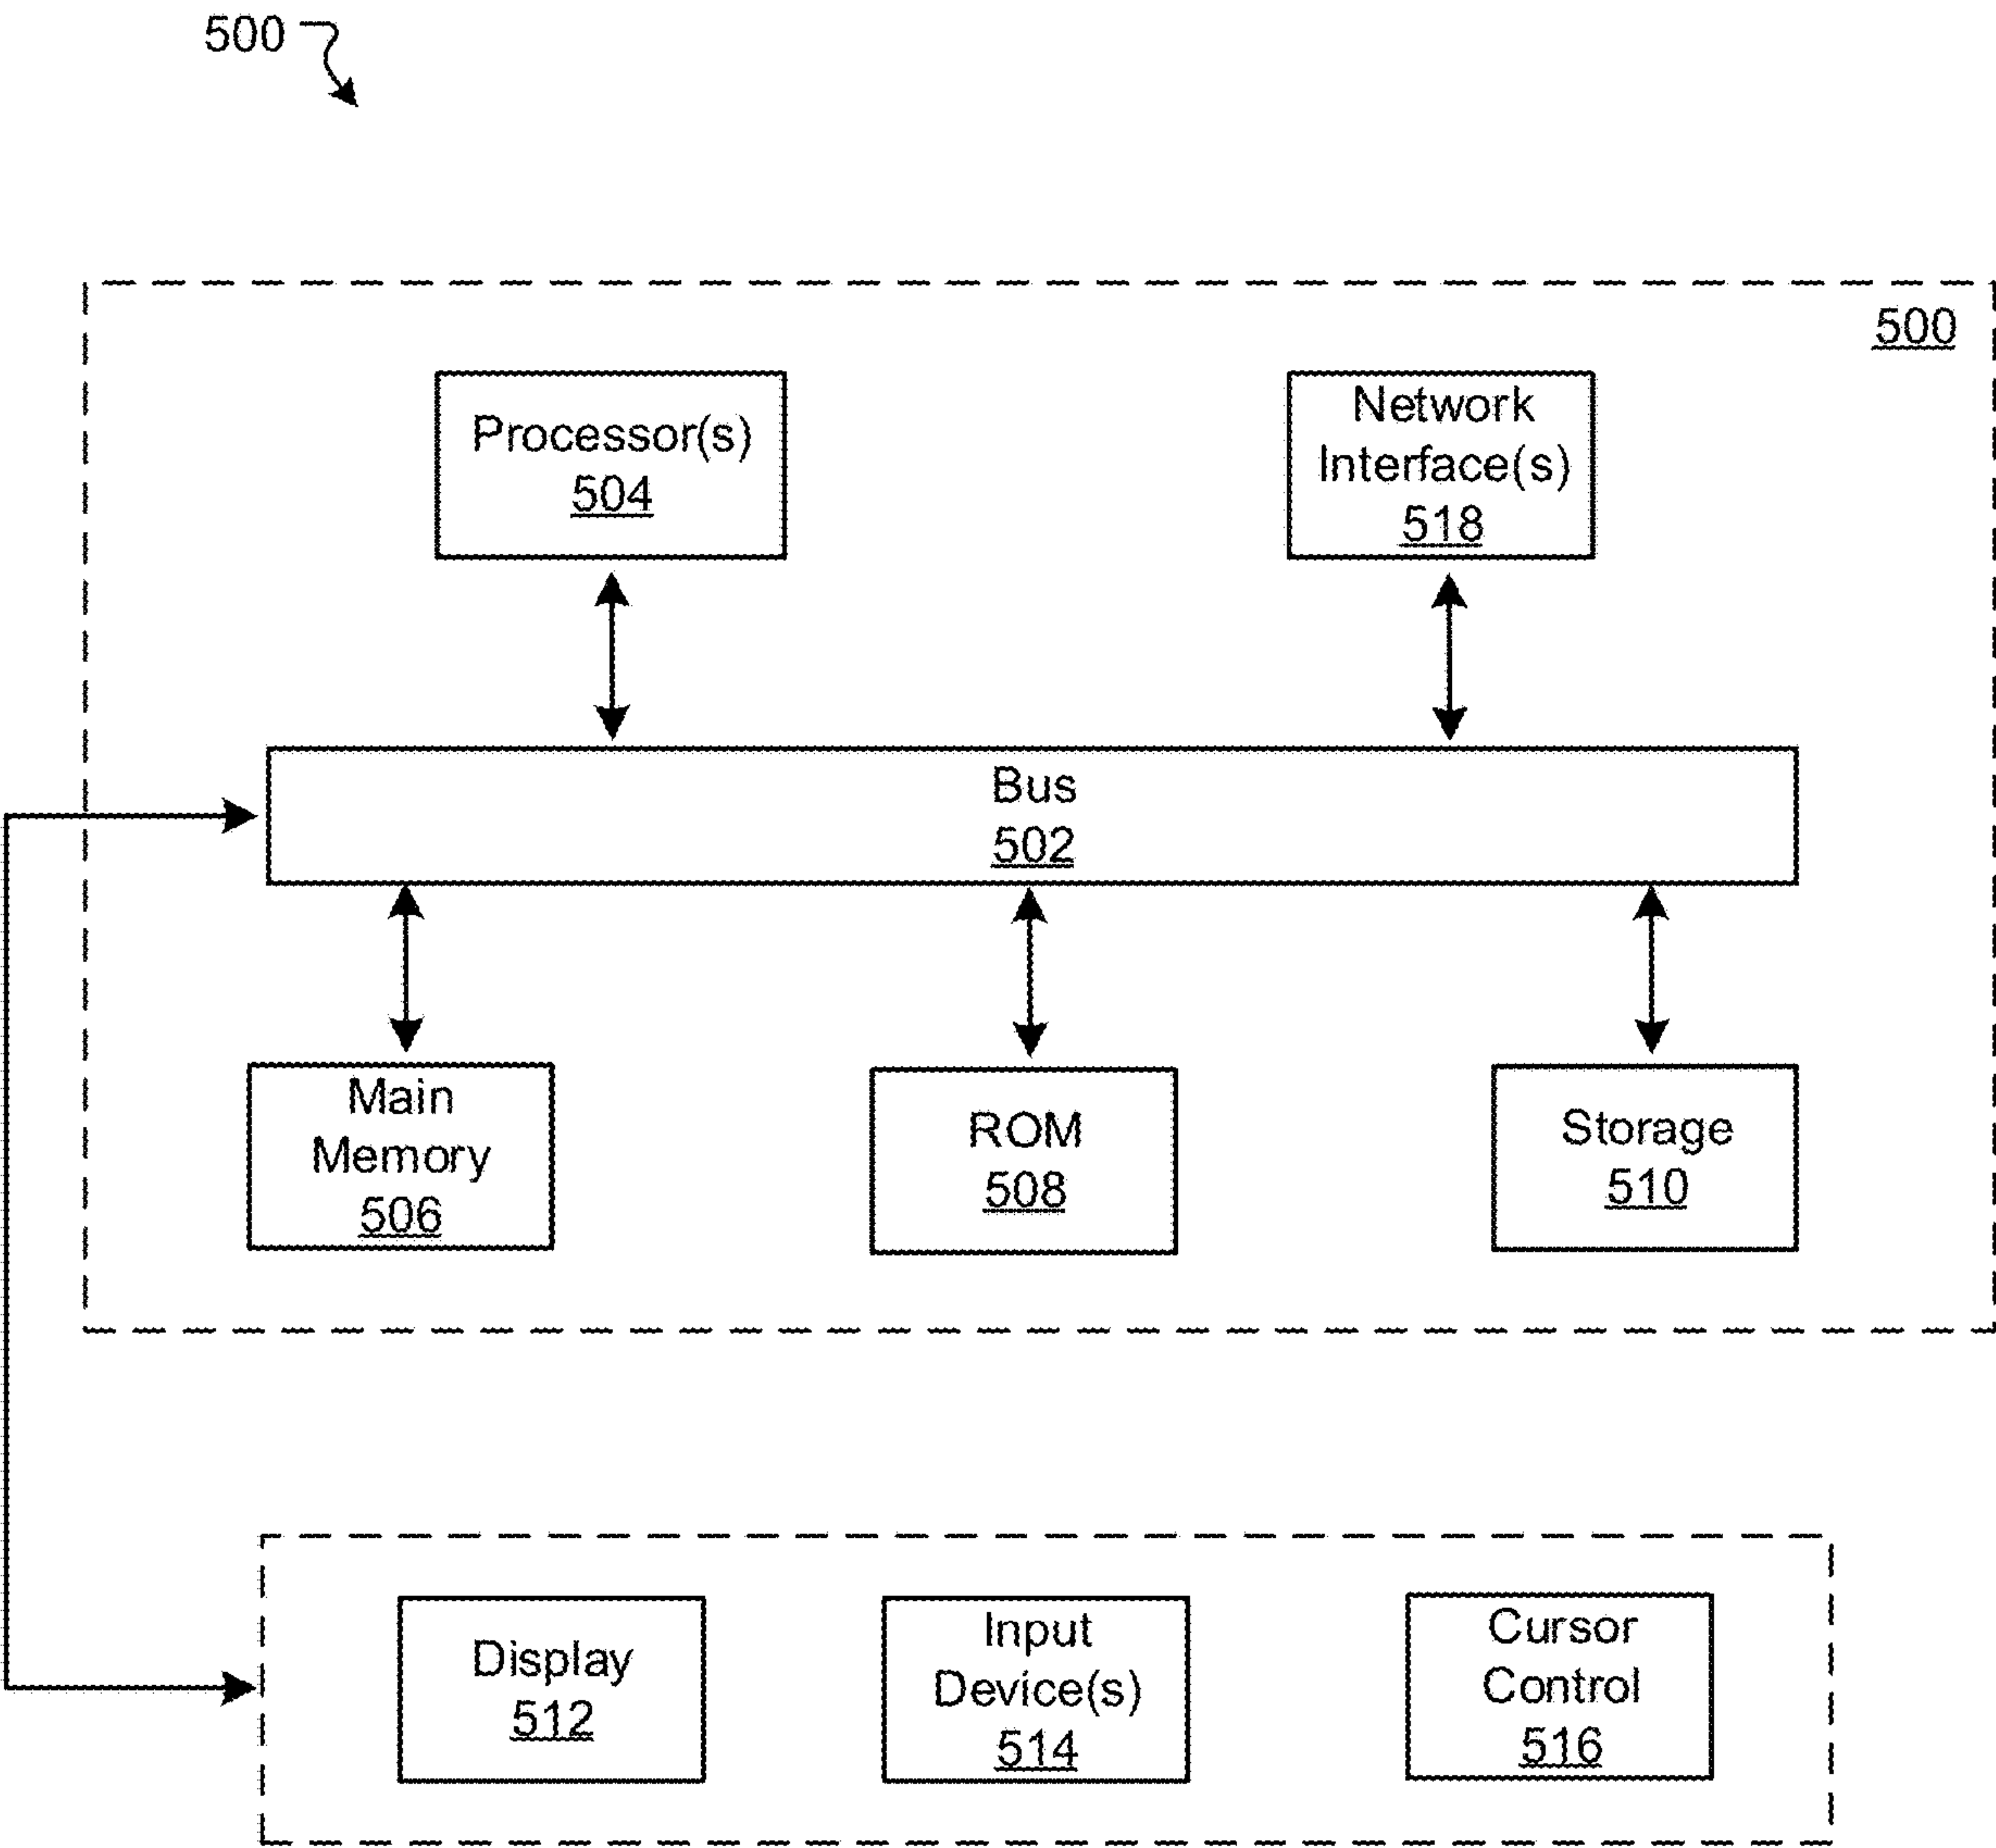 500
500
Processor(s)
504
Network
Interface(s)
518
Bus
502
Main
Memory
506
ROM
508
Storage
510
Display
512
Input
Device(s)
514
Cursor
Control
516